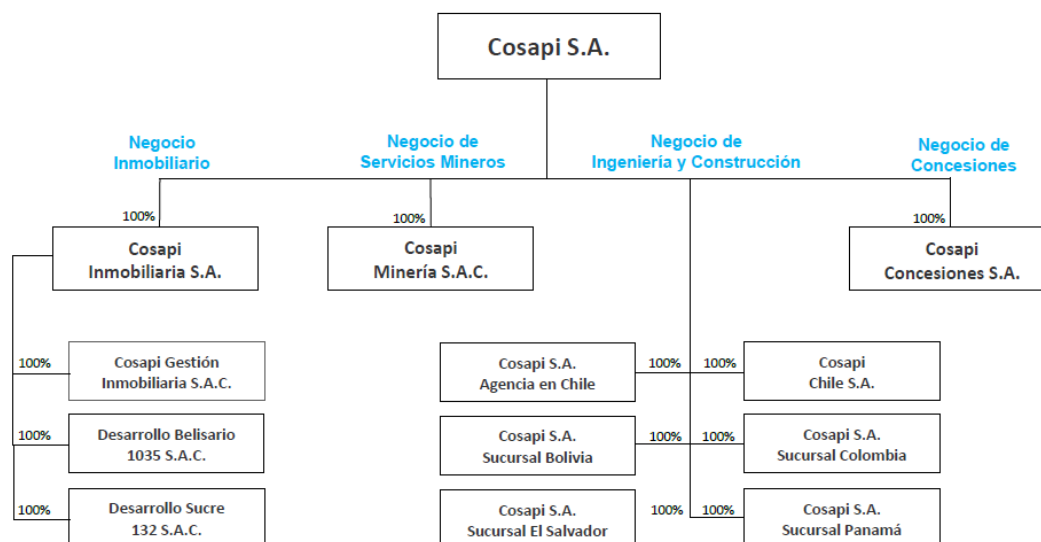 Cosapi S.A.
Negocio
Inmobiliario
Negocio de
Servicios Mineros
Negocio de
Ingeniería y Construcción
Negocio de
Concesiones
100%
Cosapi
Inmobiliaria S.A.
100%
Cosapi
Minería S.A.C.
100%
Cosapi
Concesiones S.A.
100%
Cosapi Gestión
Inmobiliaria S.A.C.
100%
Desarrollo Belisario
1035 S.A.C.
100%
Desarrollo Sucre
132 S.A.C.
Cosapi S.A.
Agencia en Chile
100%
100%
Cosapi
Chile S.A.
Cosapi S.A.
Sucursal Bolivia
100%
100%
Cosapi S.A.
Sucursal Colombia
Cosapi S.A.
Sucursal El Salvador
100%
100%
Cosapi S.A.
Sucursal Panamá